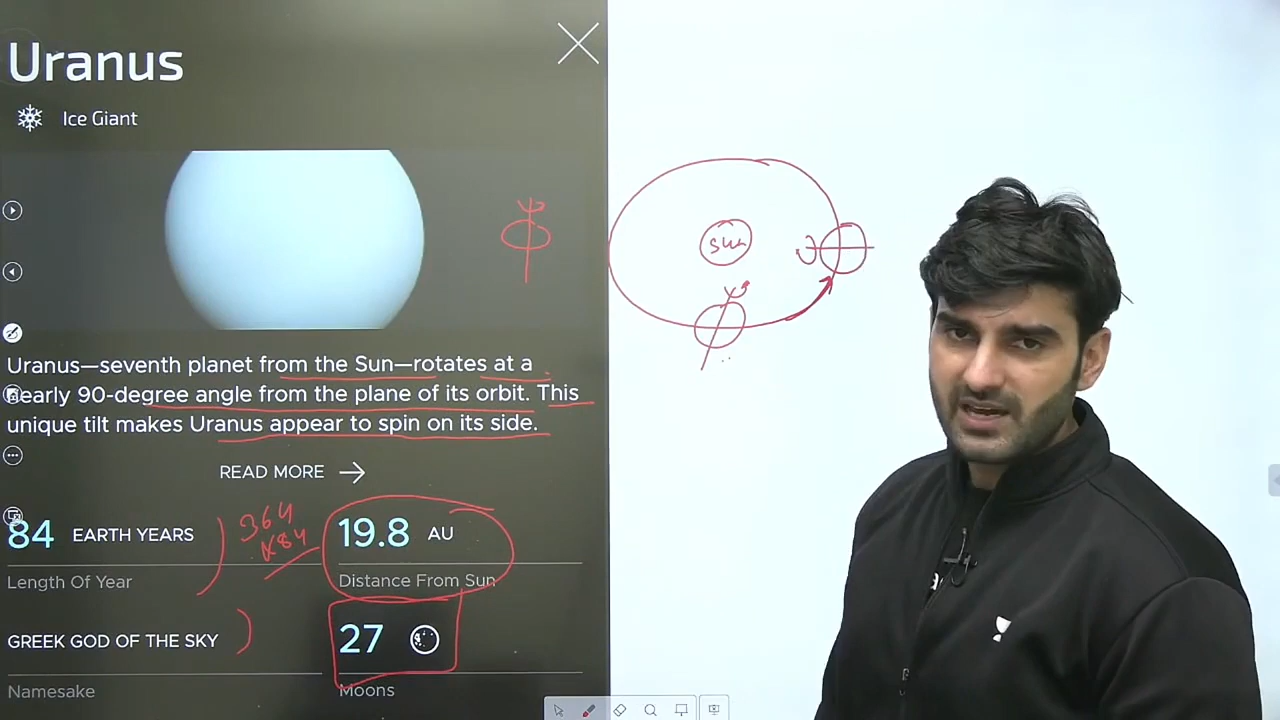 Uranus
Ice Giant
sun
Uranus—seventh planet from the Sun—rotates at a
nearly 90-degree angle from the plane of its orbit. This
unique tilt makes Uranus appear to spin on its side.
READ MORE
84 EARTH YEARS
Length Of Year
364
x84
19.8 AU
Distance From Sun
GREEK GOD OF THE SKY
Namesake
27
Moons